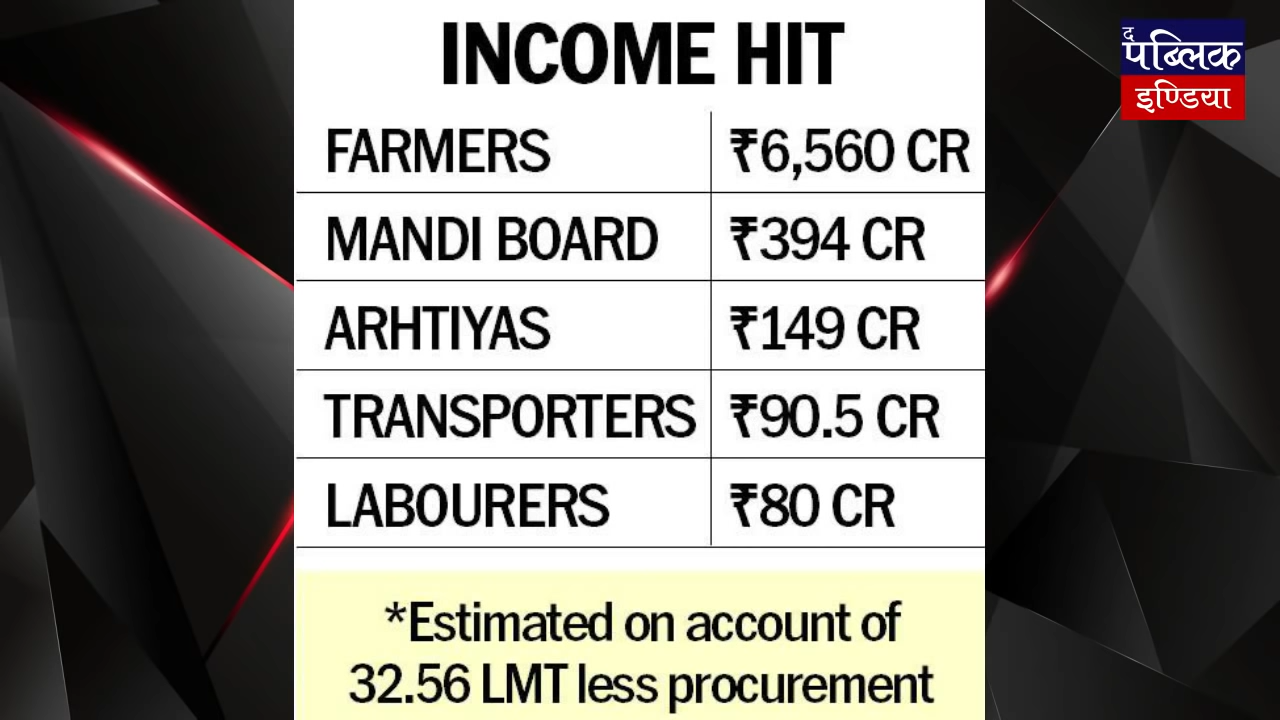 INCOME HIT
द
पब्लिक
इण्डिया
FARMERS ₹6,560 CR
MANDI BOARD ₹394 CR
ARHTIYAS ₹149 CR
TRANSPORTERS ₹90.5 CR
LABOURERS ₹80 CR
*Estimated on account of
32.56 LMT less procurement